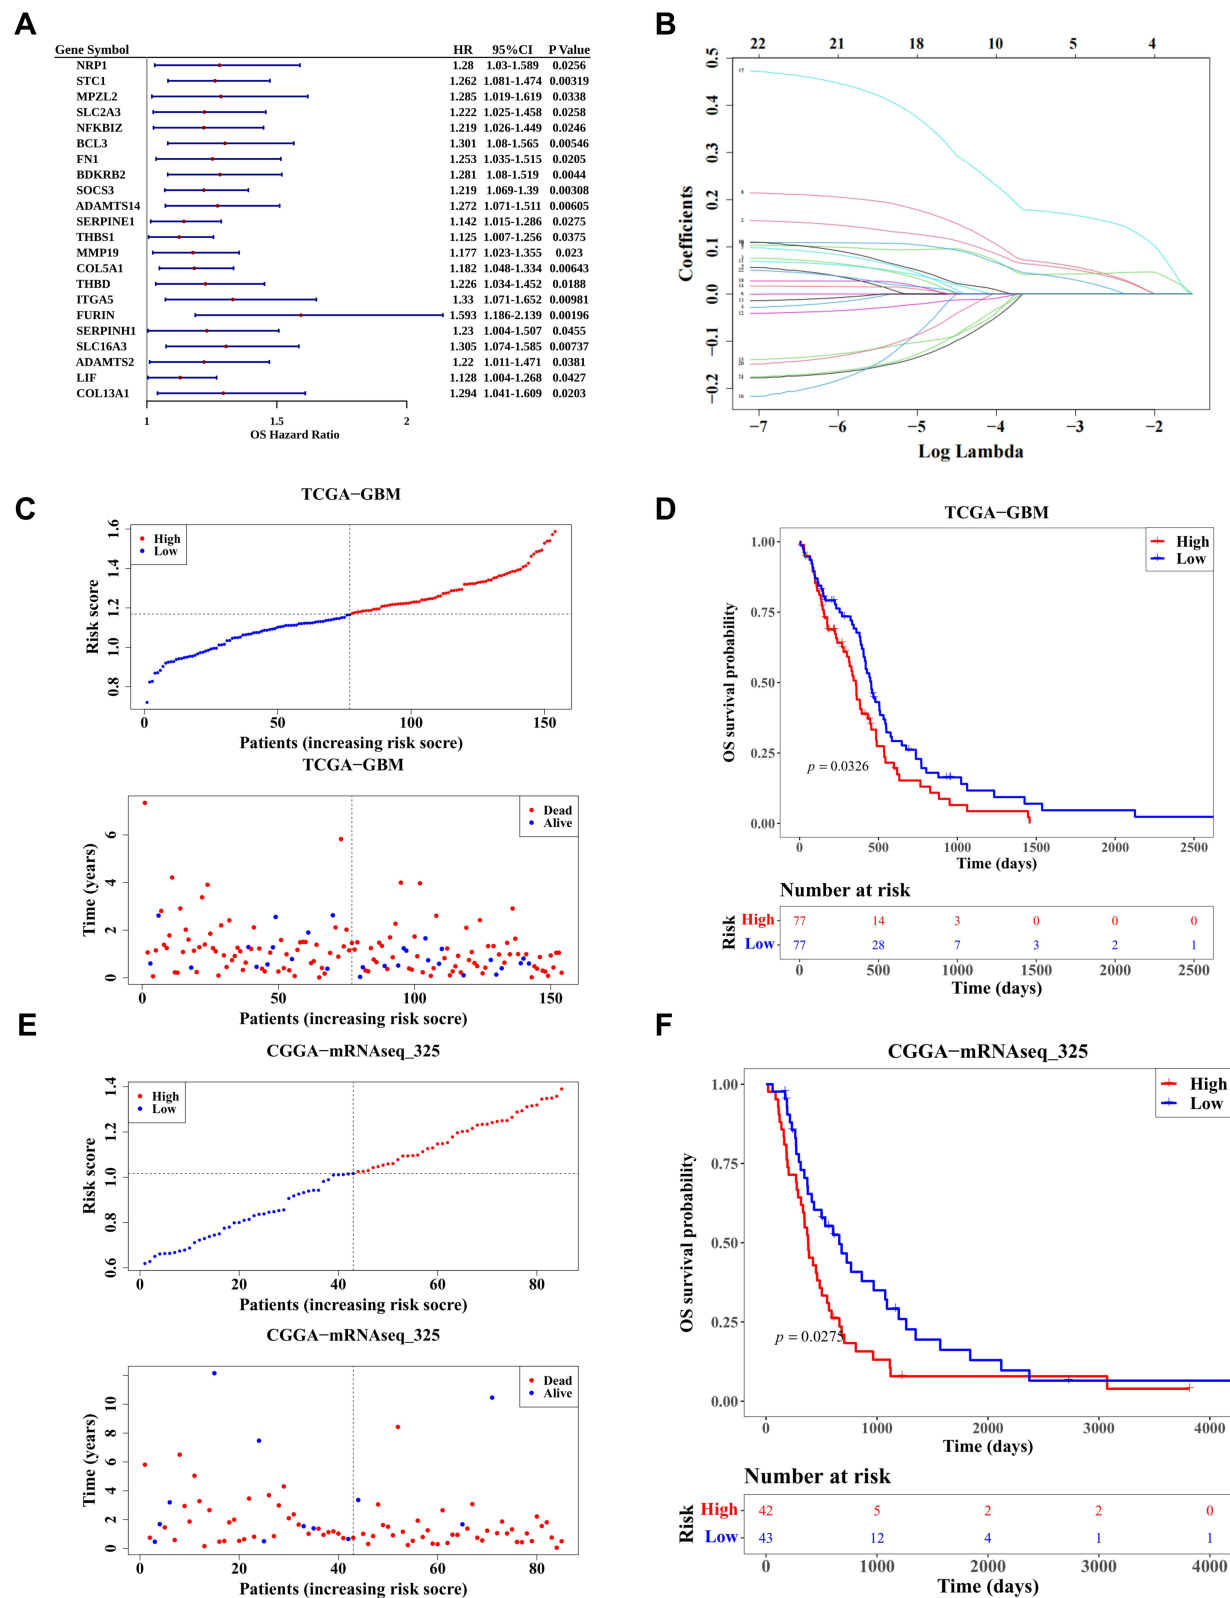 A
Gene Symbol HR 95%CI P Value
NRP1 1.28 1.03-1.589 0.0256
STC1 1.262 1.081-1.474 0.00319
MPZL2 1.285 1.019-1.619 0.0338
SLC2A3 1.222 1.025-1.458 0.0258
NFKBIZ 1.219 1.026-1.449 0.0246
BCL3 1.301 1.08-1.565 0.00546
FN1 1.253 1.035-1.515 0.0205
BDKRB2 1.281 1.08-1.519 0.0044
SOCS3 1.219 1.069-1.39 0.00308
ADAMTS14 1.272 1.071-1.511 0.00605
SERPINE1 1.142 1.015-1.286 0.0275
THBS1 1.125 1.007-1.256 0.0375
MMP19 1.177 1.023-1.355 0.023
COL5A1 1.182 1.048-1.334 0.00643
THBD 1.226 1.034-1.452 0.0188
ITGA5 1.33 1.071-1.652 0.00981
FURIN 1.593 1.186-2.139 0.00196
SERPINH1 1.23 1.004-1.507 0.0455
SLC16A3 1.305 1.074-1.585 0.00737
ADAMTS2 1.22 1.011-1.471 0.0381
LIF 1.128 1.004-1.268 0.0427
COL13A1 1.294 1.041-1.609 0.0203
1 1.5 2
OS Hazard Ratio
B
22 21 18 10 5 4
0.5
0.4
0.3
0.2
0.1
0.0
−0.1
−0.2
Coefficients
17
8
2
−7 −6 −5 −4 −3 −2
Log Lambda
C
TCGA−GBM
High
Low
1.6
1.4
1.2
1.0
0.8
Risk score
0 50 100 150
Patients (increasing risk socre)
TCGA−GBM
Dead
Alive
6
4
2
0
Time (years)
0 50 100 150
Patients (increasing risk socre)
D
TCGA−GBM
High
Low
1.00
0.75
0.50
0.25
0.00
OS survival probability
p = 0.0326
0 500 1000 1500 2000 2500
Time (days)
Number at risk
Risk
High 77 14 3 0 0 0
Low 77 28 7 3 2 1
0 500 1000 1500 2000 2500
Time (days)
E
CGGA−mRNAseq_325
High
Low
1.4
1.2
1.0
0.8
0.6
Risk score
0 20 40 60 80
Patients (increasing risk socre)
CGGA−mRNAseq_325
Dead
Alive
10
8
6
4
2
0
Time (years)
0 20 40 60 80
Patients (increasing risk socre)
F
CGGA−mRNAseq_325
High
Low
1.00
0.75
0.50
0.25
0.00
OS survival probability
p = 0.0275
0 1000 2000 3000 4000
Time (days)
Number at risk
Risk
High 42 5 2 2 0
Low 43 12 4 1 1
0 1000 2000 3000 4000
Time (days)